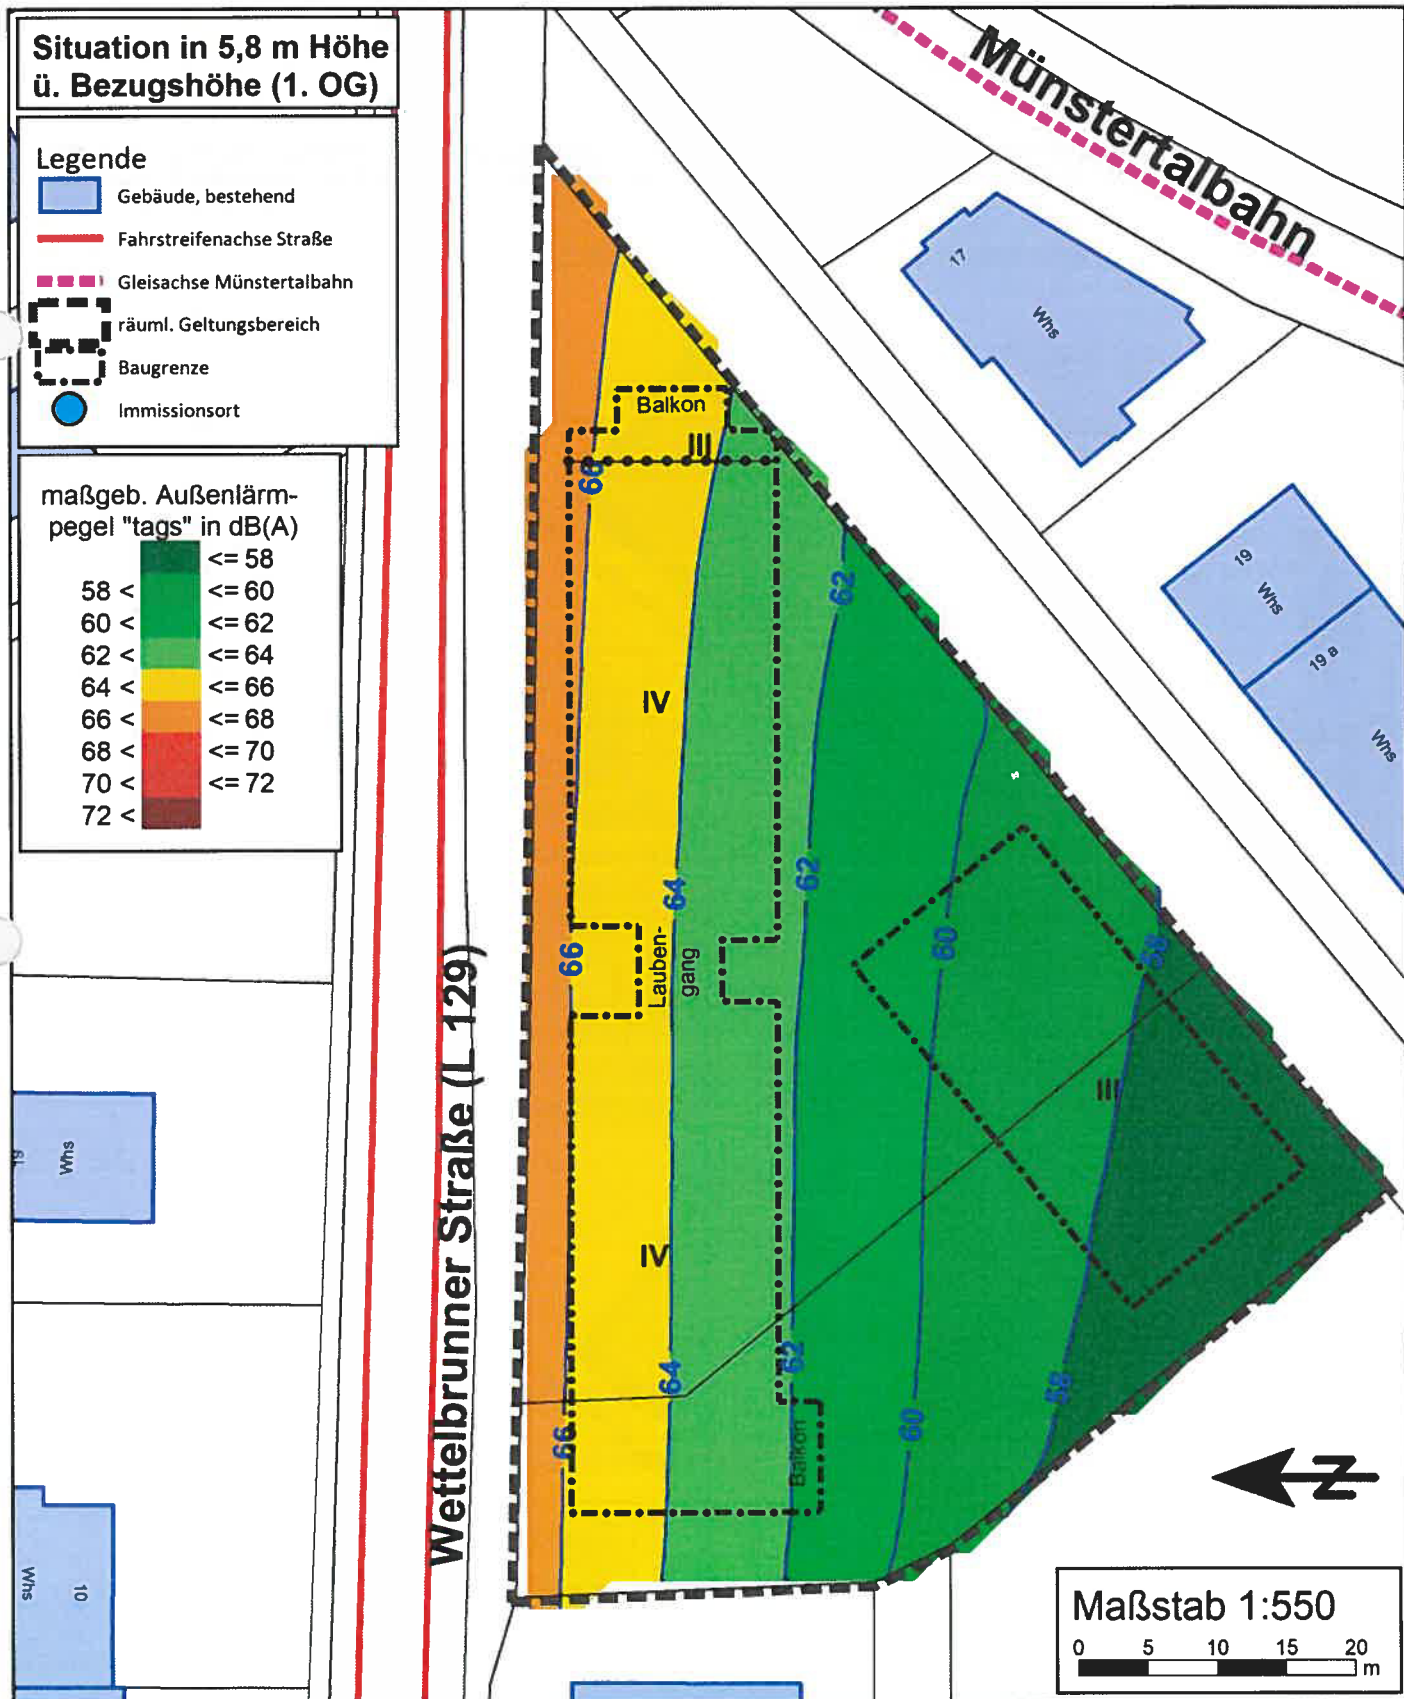 Situation in 5,8 m Höhe
ü. Bezugshöhe (1. OG)
Legende
Gebäude, bestehend
Fahrstreifenachse Straße
Gleisachse Münstertalbahn
räuml. Geltungsbereich
Baugrenze
Immissionsort
maßgeb. Außenlärm-
pegel "tags" in dB(A)
<= 58
58 < <= 60
60 < <= 62
62 < <= 64
64 < <= 66
66 < <= 68
68 < <= 70
70 < <= 72
72 <
Münstertalbahn
17
Whs
19
Whs
19 a
Whs
Balkon
III
66
62
IV
64
62
66
Lauben-
gang
60
58
III
Wettelbrunner Straße (L 129)
19
Whs
IV
64
62
66
Balkon
60
58
Whs
10
N
Maßstab 1:550
0 5 10 15 20
m